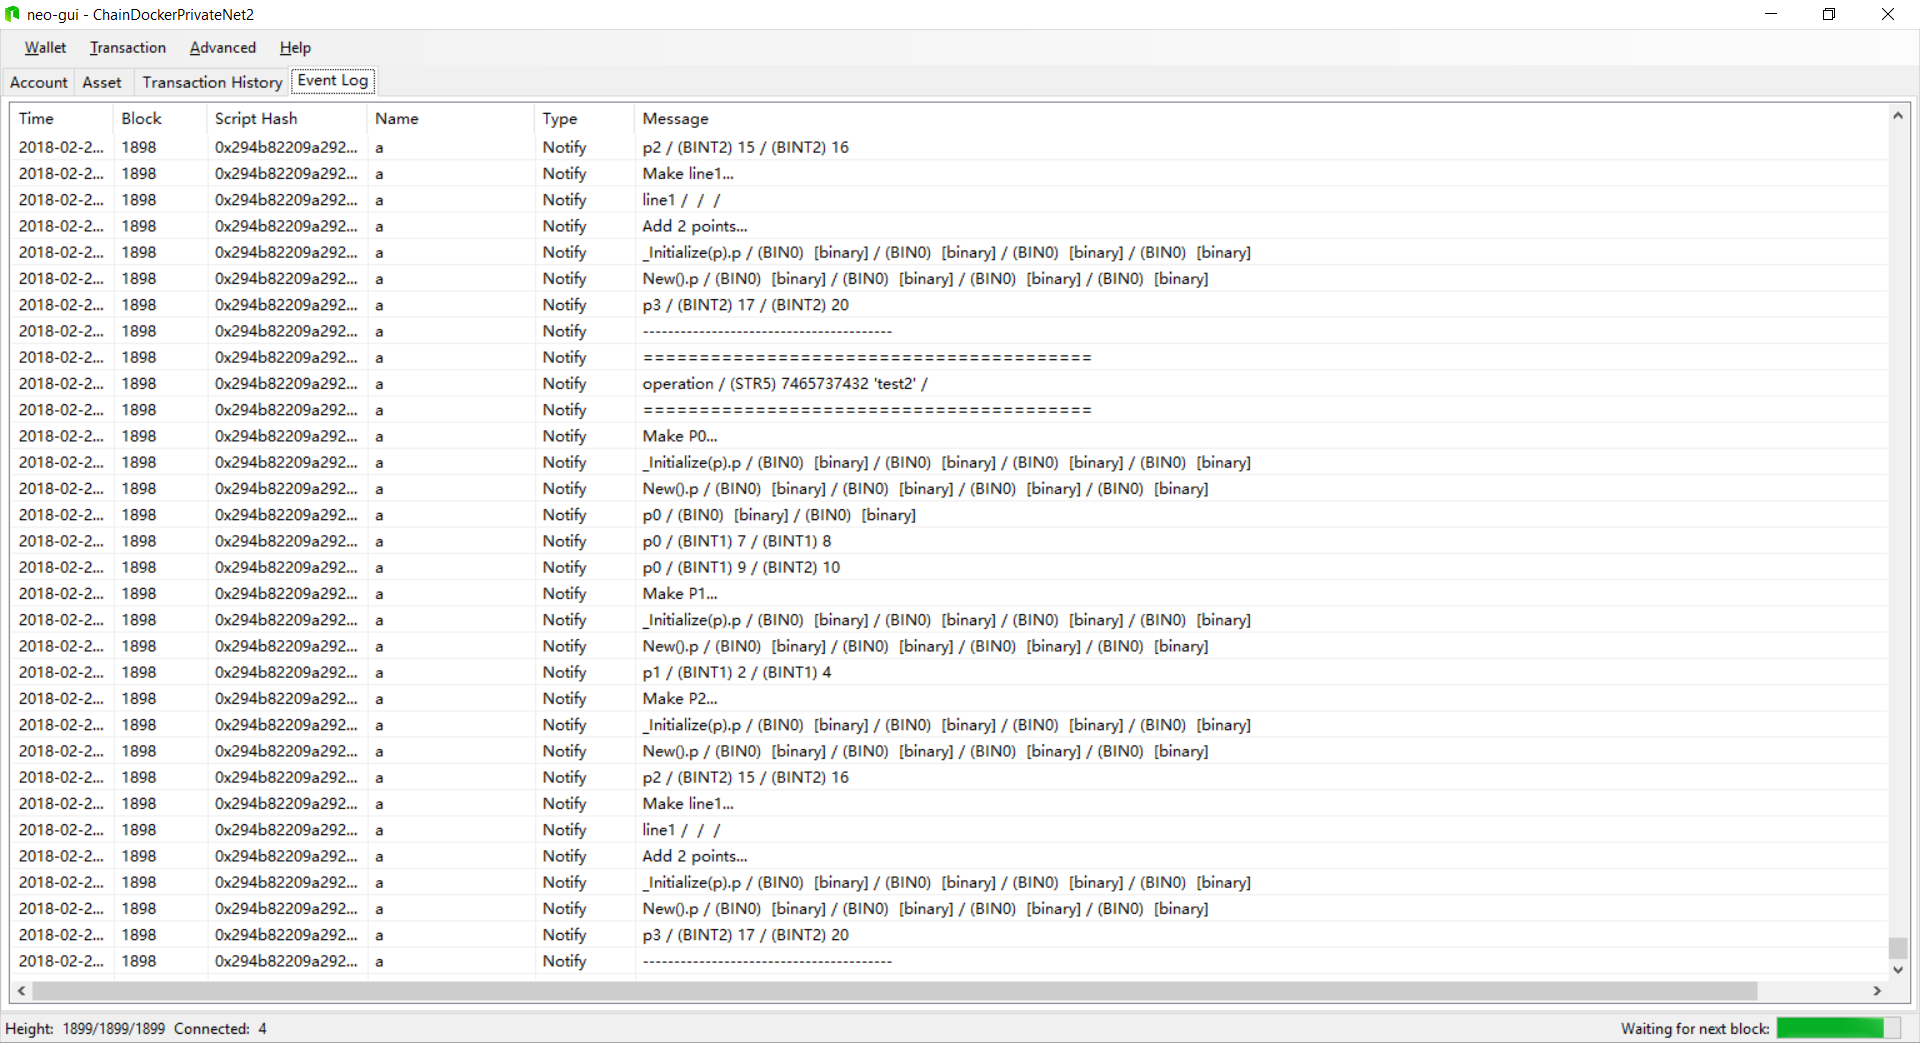 neo-gui - ChainDockerPrivateNet2
Wallet Transaction Advanced Help
Account Asset Transaction History Event Log
Time Block Script Hash Name Type Message
2018-02-2... 1898 0x294b82209a292... a Notify p2 / (BINT2) 15 / (BINT2) 16
2018-02-2... 1898 0x294b82209a292... a Notify Make line1...
2018-02-2... 1898 0x294b82209a292... a Notify line1 / / /
2018-02-2... 1898 0x294b82209a292... a Notify Add 2 points...
2018-02-2... 1898 0x294b82209a292... a Notify _Initialize(p).p / (BIN0) [binary] / (BIN0) [binary] / (BIN0) [binary] / (BIN0) [binary]
2018-02-2... 1898 0x294b82209a292... a Notify New().p / (BIN0) [binary] / (BIN0) [binary] / (BIN0) [binary] / (BIN0) [binary]
2018-02-2... 1898 0x294b82209a292... a Notify p3 / (BINT2) 17 / (BINT2) 20
2018-02-2... 1898 0x294b82209a292... a Notify ----------------------------------------
2018-02-2... 1898 0x294b82209a292... a Notify ========================================
2018-02-2... 1898 0x294b82209a292... a Notify operation / (STR5) 7465737432 'test2' /
2018-02-2... 1898 0x294b82209a292... a Notify ========================================
2018-02-2... 1898 0x294b82209a292... a Notify Make P0...
2018-02-2... 1898 0x294b82209a292... a Notify _Initialize(p).p / (BIN0) [binary] / (BIN0) [binary] / (BIN0) [binary] / (BIN0) [binary]
2018-02-2... 1898 0x294b82209a292... a Notify New().p / (BIN0) [binary] / (BIN0) [binary] / (BIN0) [binary] / (BIN0) [binary]
2018-02-2... 1898 0x294b82209a292... a Notify p0 / (BIN0) [binary] / (BIN0) [binary]
2018-02-2... 1898 0x294b82209a292... a Notify p0 / (BINT1) 7 / (BINT1) 8
2018-02-2... 1898 0x294b82209a292... a Notify p0 / (BINT1) 9 / (BINT2) 10
2018-02-2... 1898 0x294b82209a292... a Notify Make P1...
2018-02-2... 1898 0x294b82209a292... a Notify _Initialize(p).p / (BIN0) [binary] / (BIN0) [binary] / (BIN0) [binary] / (BIN0) [binary]
2018-02-2... 1898 0x294b82209a292... a Notify New().p / (BIN0) [binary] / (BIN0) [binary] / (BIN0) [binary] / (BIN0) [binary]
2018-02-2... 1898 0x294b82209a292... a Notify p1 / (BINT1) 2 / (BINT1) 4
2018-02-2... 1898 0x294b82209a292... a Notify Make P2...
2018-02-2... 1898 0x294b82209a292... a Notify _Initialize(p).p / (BIN0) [binary] / (BIN0) [binary] / (BIN0) [binary] / (BIN0) [binary]
2018-02-2... 1898 0x294b82209a292... a Notify New().p / (BIN0) [binary] / (BIN0) [binary] / (BIN0) [binary] / (BIN0) [binary]
2018-02-2... 1898 0x294b82209a292... a Notify p2 / (BINT2) 15 / (BINT2) 16
2018-02-2... 1898 0x294b82209a292... a Notify Make line1...
2018-02-2... 1898 0x294b82209a292... a Notify line1 / / /
2018-02-2... 1898 0x294b82209a292... a Notify Add 2 points...
2018-02-2... 1898 0x294b82209a292... a Notify _Initialize(p).p / (BIN0) [binary] / (BIN0) [binary] / (BIN0) [binary] / (BIN0) [binary]
2018-02-2... 1898 0x294b82209a292... a Notify New().p / (BIN0) [binary] / (BIN0) [binary] / (BIN0) [binary] / (BIN0) [binary]
2018-02-2... 1898 0x294b82209a292... a Notify p3 / (BINT2) 17 / (BINT2) 20
2018-02-2... 1898 0x294b82209a292... a Notify ----------------------------------------
Height: 1899/1899/1899 Connected: 4 Waiting for next block: